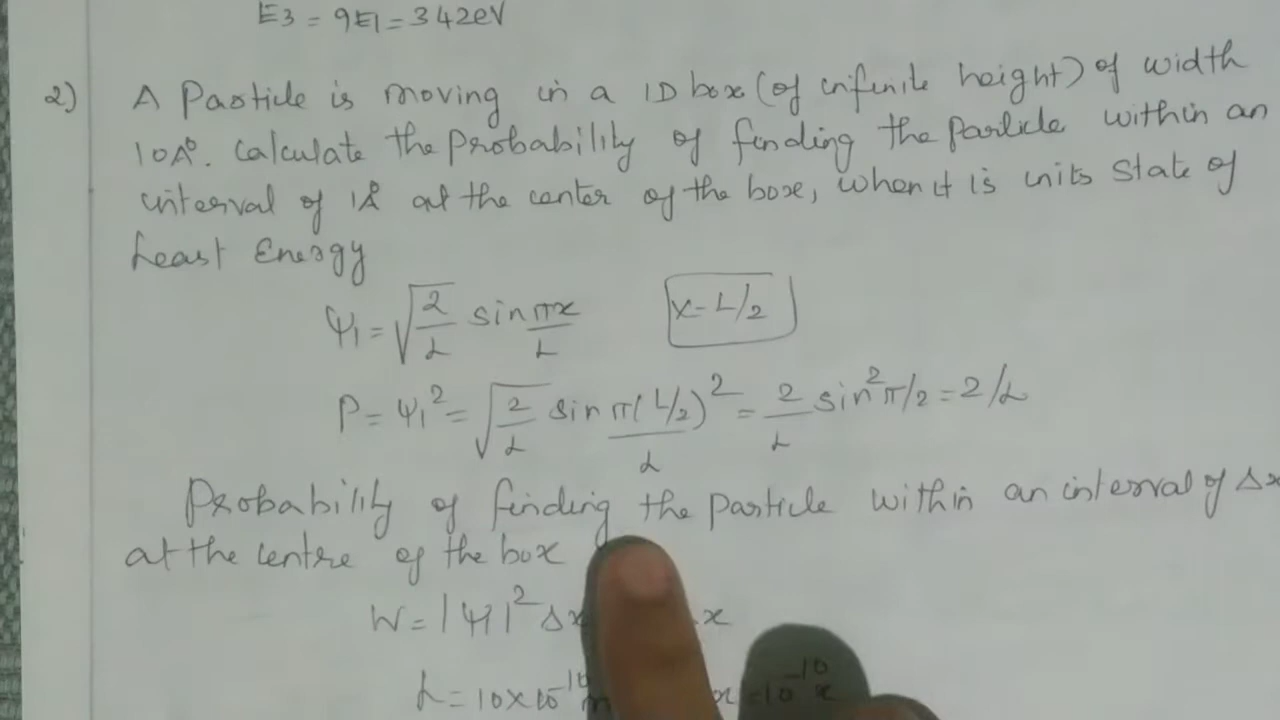 E3 = 9E1 = 342eV
2) A Particle is moving in a 1D box (of infinite height) of width
10A°. Calculate the probability of finding the particle within an
interval of 1Å at the center of the box, when it is in its state of
Least Energy
Ψ1 = √2/L sin πx/L x = L/2
P = Ψ1² = √2/L sin π(L/2)/L)² = 2/L sin² π/2 = 2/L
Probability of finding the particle within an interval of Δx
at the centre of the box
W = |Ψ1|² Δx x
L = 10×10⁻¹⁰m x 10⁻¹⁰